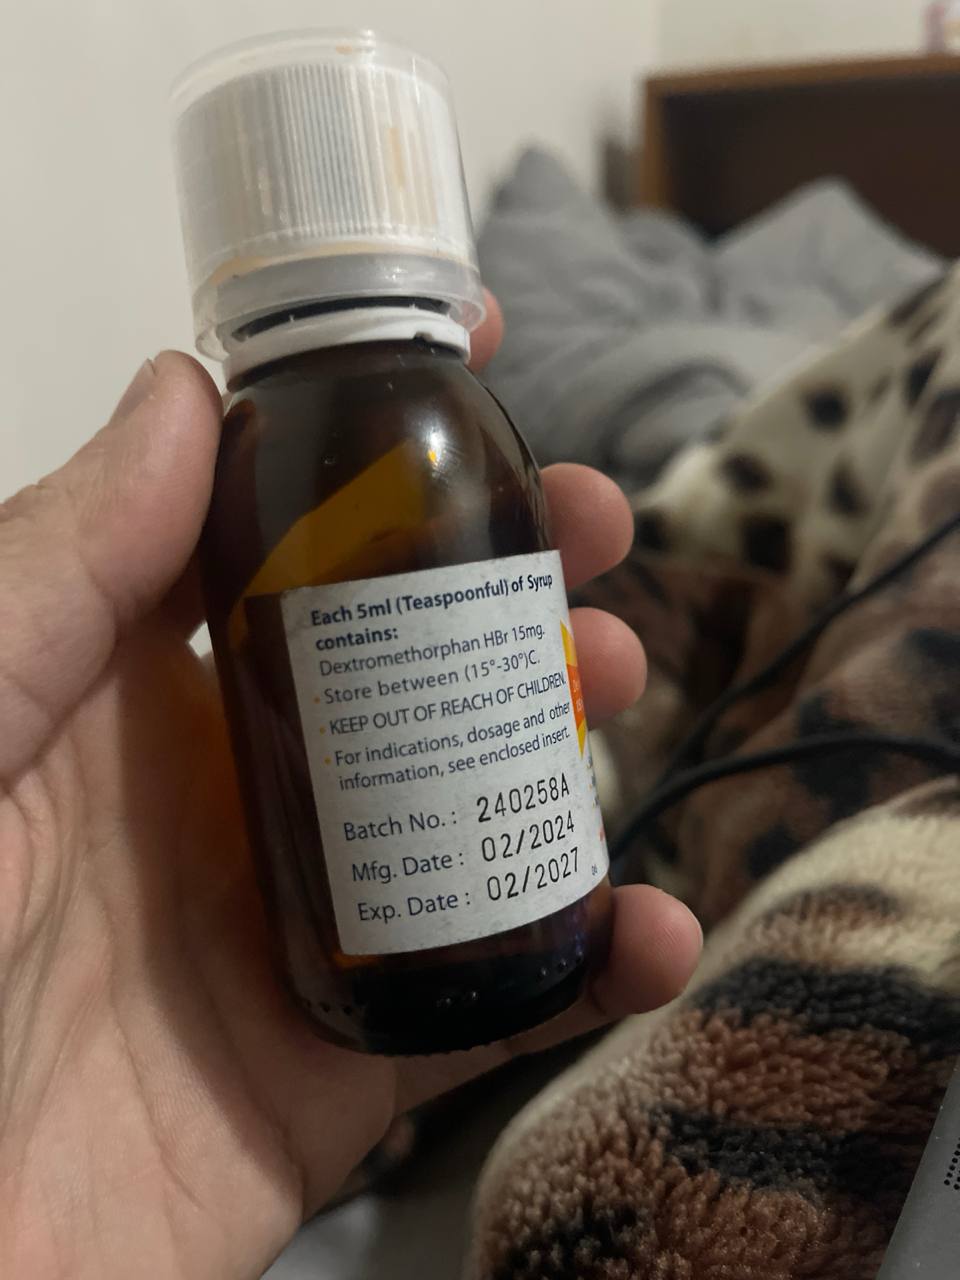 Each 5ml (Teaspoonful) of Syrup
contains:
Dextromethorphan HBr 15mg.
• Store between (15°-30°)C.
• KEEP OUT OF REACH OF CHILDREN.
• For indications, dosage and other
information, see enclosed insert.
Batch No. : 240258A
Mfg. Date : 02/2024
Exp. Date : 02/2027